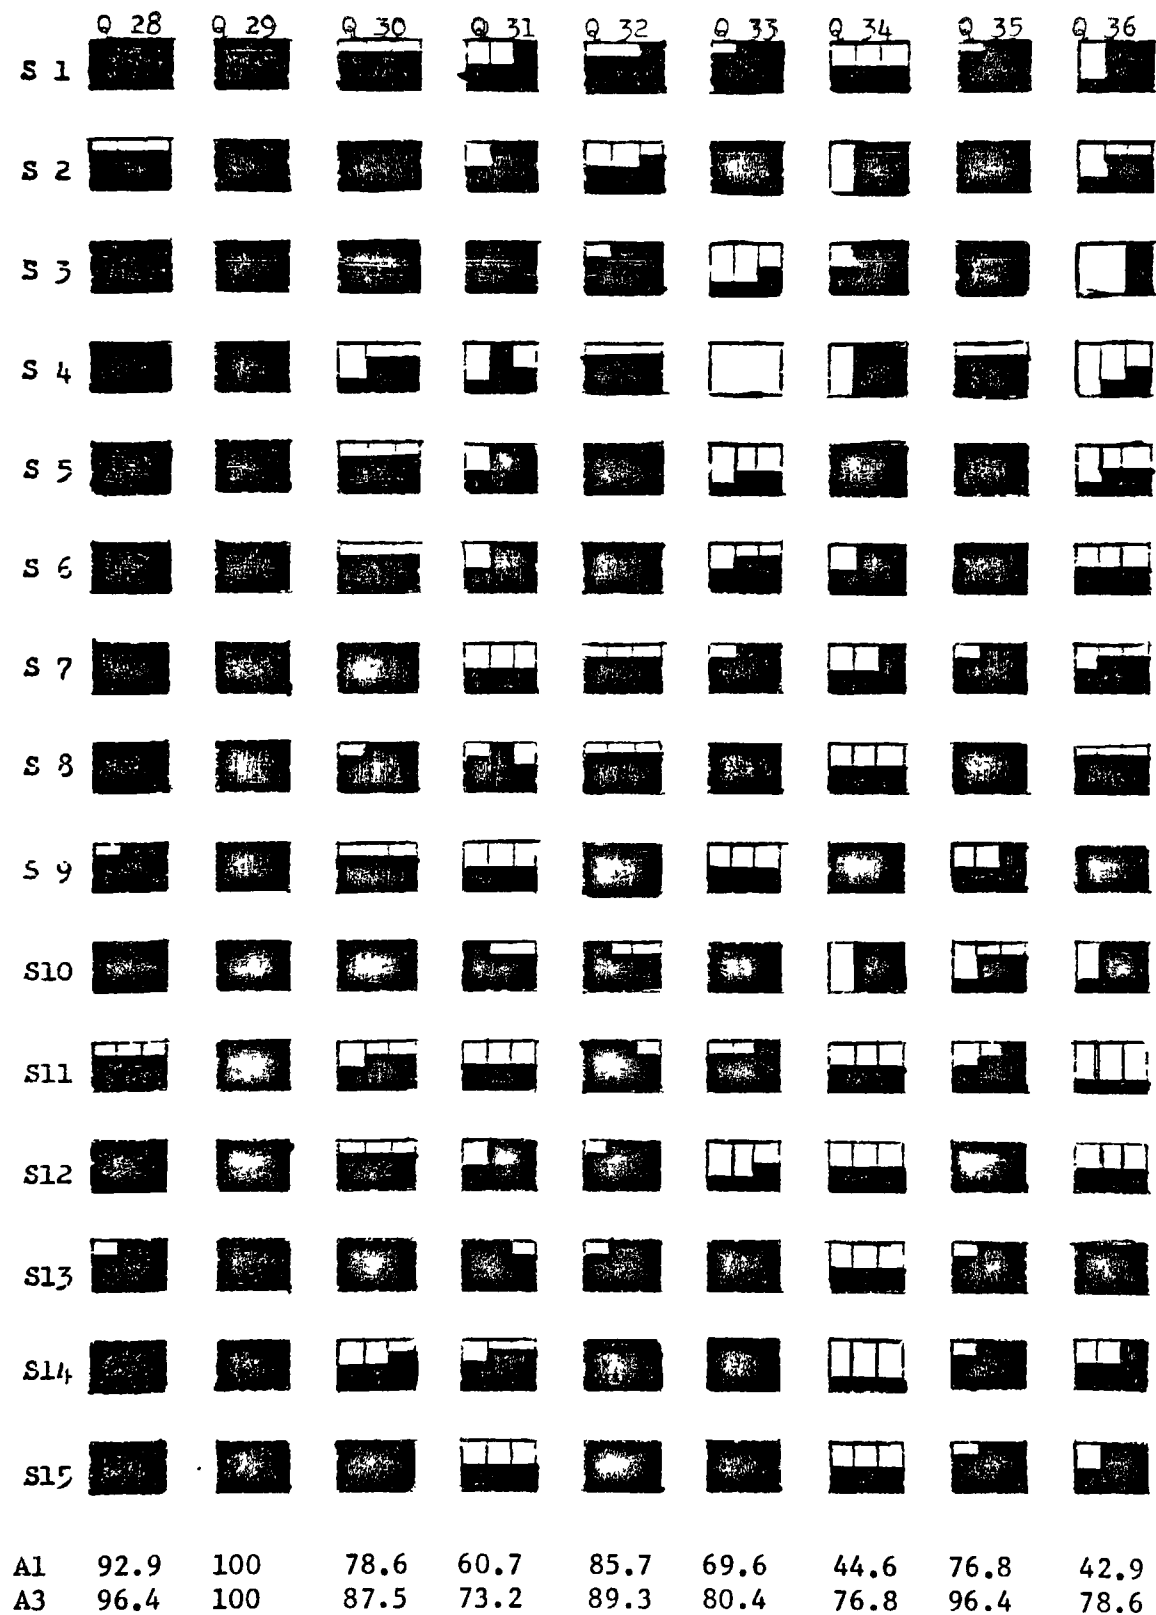 Q 28 Q 29 Q 30 Q 31 Q 32 Q 33 Q 34 Q 35 Q 36
S 1
S 2
S 3
S 4
S 5
S 6
S 7
S 8
S 9
S10
S11
S12
S13
S14
S15
A1 92.9 100 78.6 60.7 85.7 69.6 44.6 76.8 42.9
A3 96.4 100 87.5 73.2 89.3 80.4 76.8 96.4 78.6